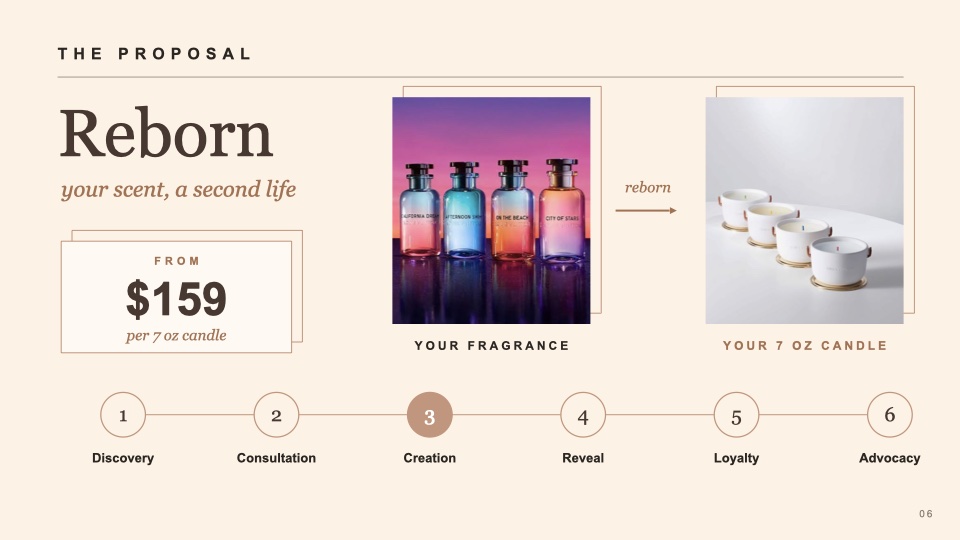 THE PROPOSAL
Reborn
your scent, a second life
FROM
$159
per 7 oz candle
AFTERNOON SWIM
ON THE BEACH
CITY OF STARS
reborn
YOUR FRAGRANCE
YOUR 7 OZ CANDLE
1
2
3
4
5
6
Discovery
Consultation
Creation
Reveal
Loyalty
Advocacy
06